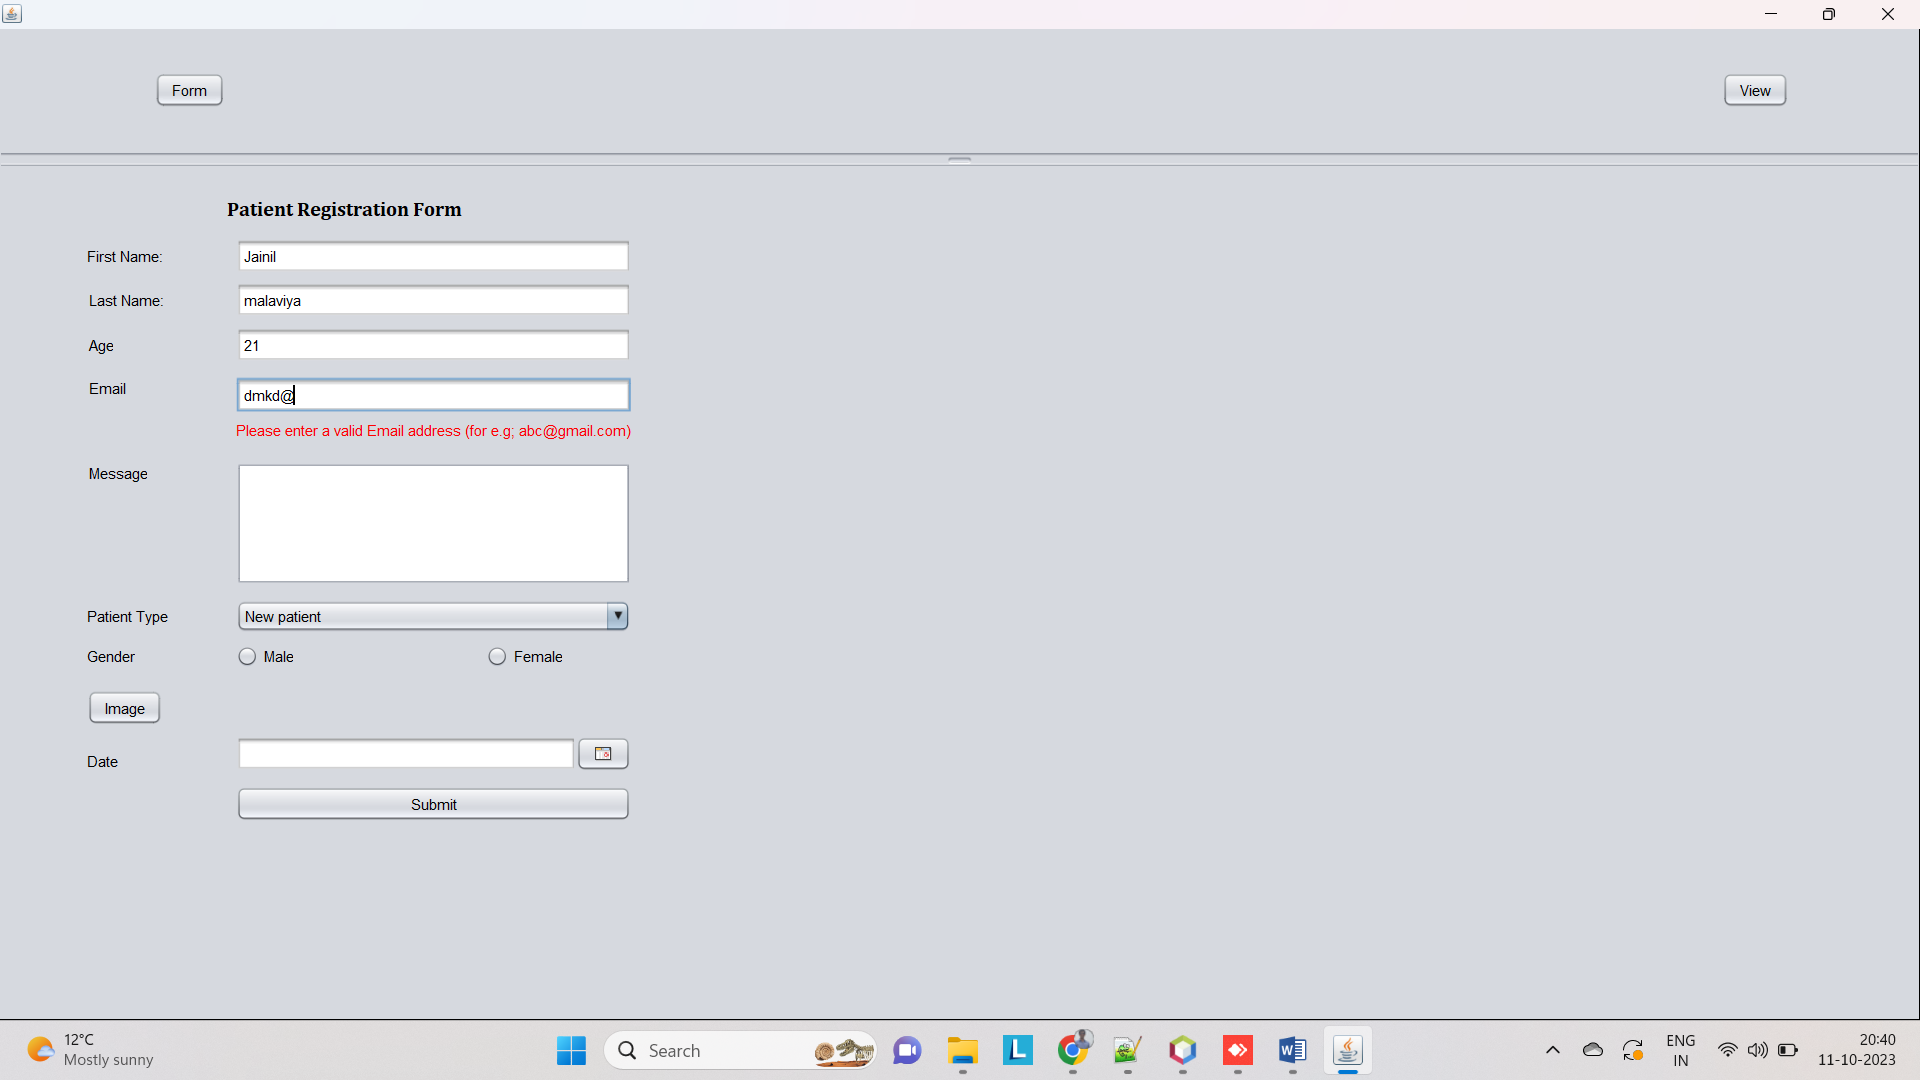 Form
View
Patient Registration Form
First Name:
Jainil
Last Name:
malaviya
Age
21
Email
dmkd@
Please enter a valid Email address (for e.g; abc@gmail.com)
Message
Patient Type
New patient
Gender
Male
Female
Image
Date
Submit
12°C
Mostly sunny
Search
L
W
ENG
IN
20:40
11-10-2023